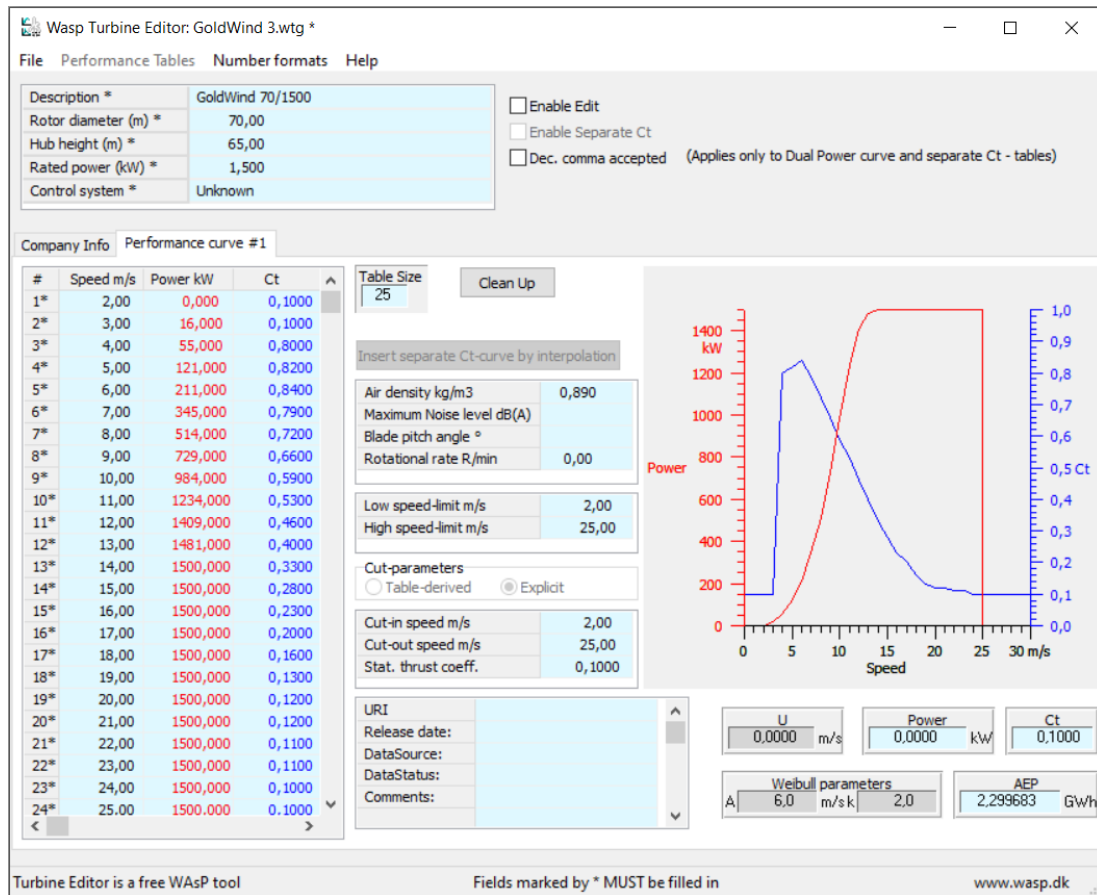 Wasp Turbine Editor: GoldWind 3.wtg *
File Performance Tables Number formats Help
Description * GoldWind 70/1500
Rotor diameter (m) * 70,00
Hub height (m) * 65,00
Rated power (kW) * 1,500
Control system * Unknown
Enable Edit
Enable Separate Ct
Dec. comma accepted (Applies only to Dual Power curve and separate Ct - tables)
Company Info Performance curve #1
# Speed m/s Power kW Ct
1* 2,00 0,000 0,1000
2* 3,00 16,000 0,1000
3* 4,00 55,000 0,8000
4* 5,00 121,000 0,8200
5* 6,00 211,000 0,8400
6* 7,00 345,000 0,7900
7* 8,00 514,000 0,7200
8* 9,00 729,000 0,6600
9* 10,00 984,000 0,5900
10* 11,00 1234,000 0,5300
11* 12,00 1409,000 0,4600
12* 13,00 1481,000 0,4000
13* 14,00 1500,000 0,3300
14* 15,00 1500,000 0,2800
15* 16,00 1500,000 0,2300
16* 17,00 1500,000 0,2000
17* 18,00 1500,000 0,1600
18* 19,00 1500,000 0,1300
19* 20,00 1500,000 0,1200
20* 21,00 1500,000 0,1200
21* 22,00 1500,000 0,1100
22* 23,00 1500,000 0,1100
23* 24,00 1500,000 0,1000
24* 25,00 1500,000 0,1000
Table Size
25
Clean Up
Insert separate Ct-curve by interpolation
Air density kg/m3 0,890
Maximum Noise level dB(A)
Blade pitch angle °
Rotational rate R/min 0,00
Low speed-limit m/s 2,00
High speed-limit m/s 25,00
Cut-parameters
Table-derived Explicit
Cut-in speed m/s 2,00
Cut-out speed m/s 25,00
Stat. thrust coeff. 0,1000
URI
Release date:
DataSource:
DataStatus:
Comments:
1400
kW
1200
1000
800
Power
600
400
200
0
1,0
0,9
0,8
0,7
0,6
0,5 Ct
0,4
0,3
0,2
0,1
0,0
0 5 10 15 20 25 30 m/s
Speed
U
0,0000 m/s
Power
0,0000 kW
Ct
0,1000
Weibull parameters
A 6,0 m/s k 2,0
AEP
2,299683 GWh
Turbine Editor is a free WAsP tool Fields marked by * MUST be filled in www.wasp.dk